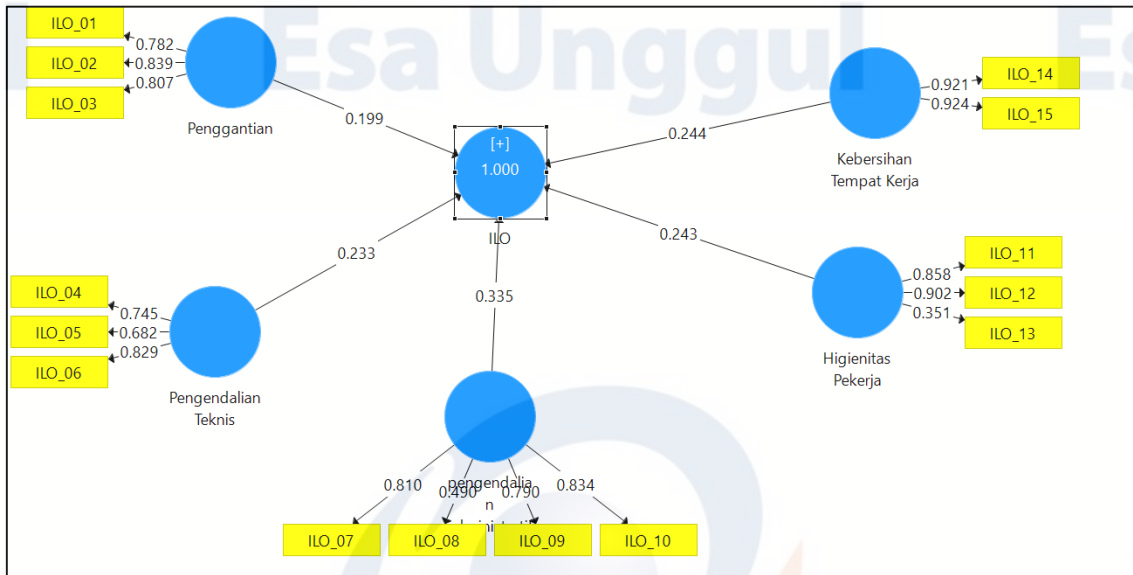 Esa Unggul
Es
ILO_01
ILO_02
ILO_03
0.782
0.839
0.807
Penggantian
0.199
[+]
1.000
ILO
0.244
0.921
0.924
ILO_14
ILO_15
Kebersihan
Tempat Kerja
0.243
0.858
0.902
0.351
ILO_11
ILO_12
ILO_13
Higienitas
Pekerja
0.233
ILO_04
ILO_05
ILO_06
0.745
0.682
0.829
Pengendalian
Teknis
0.335
pengendalia
n
0.810
0.490
0.790
0.834
ILO_07
ILO_08
ILO_09
ILO_10